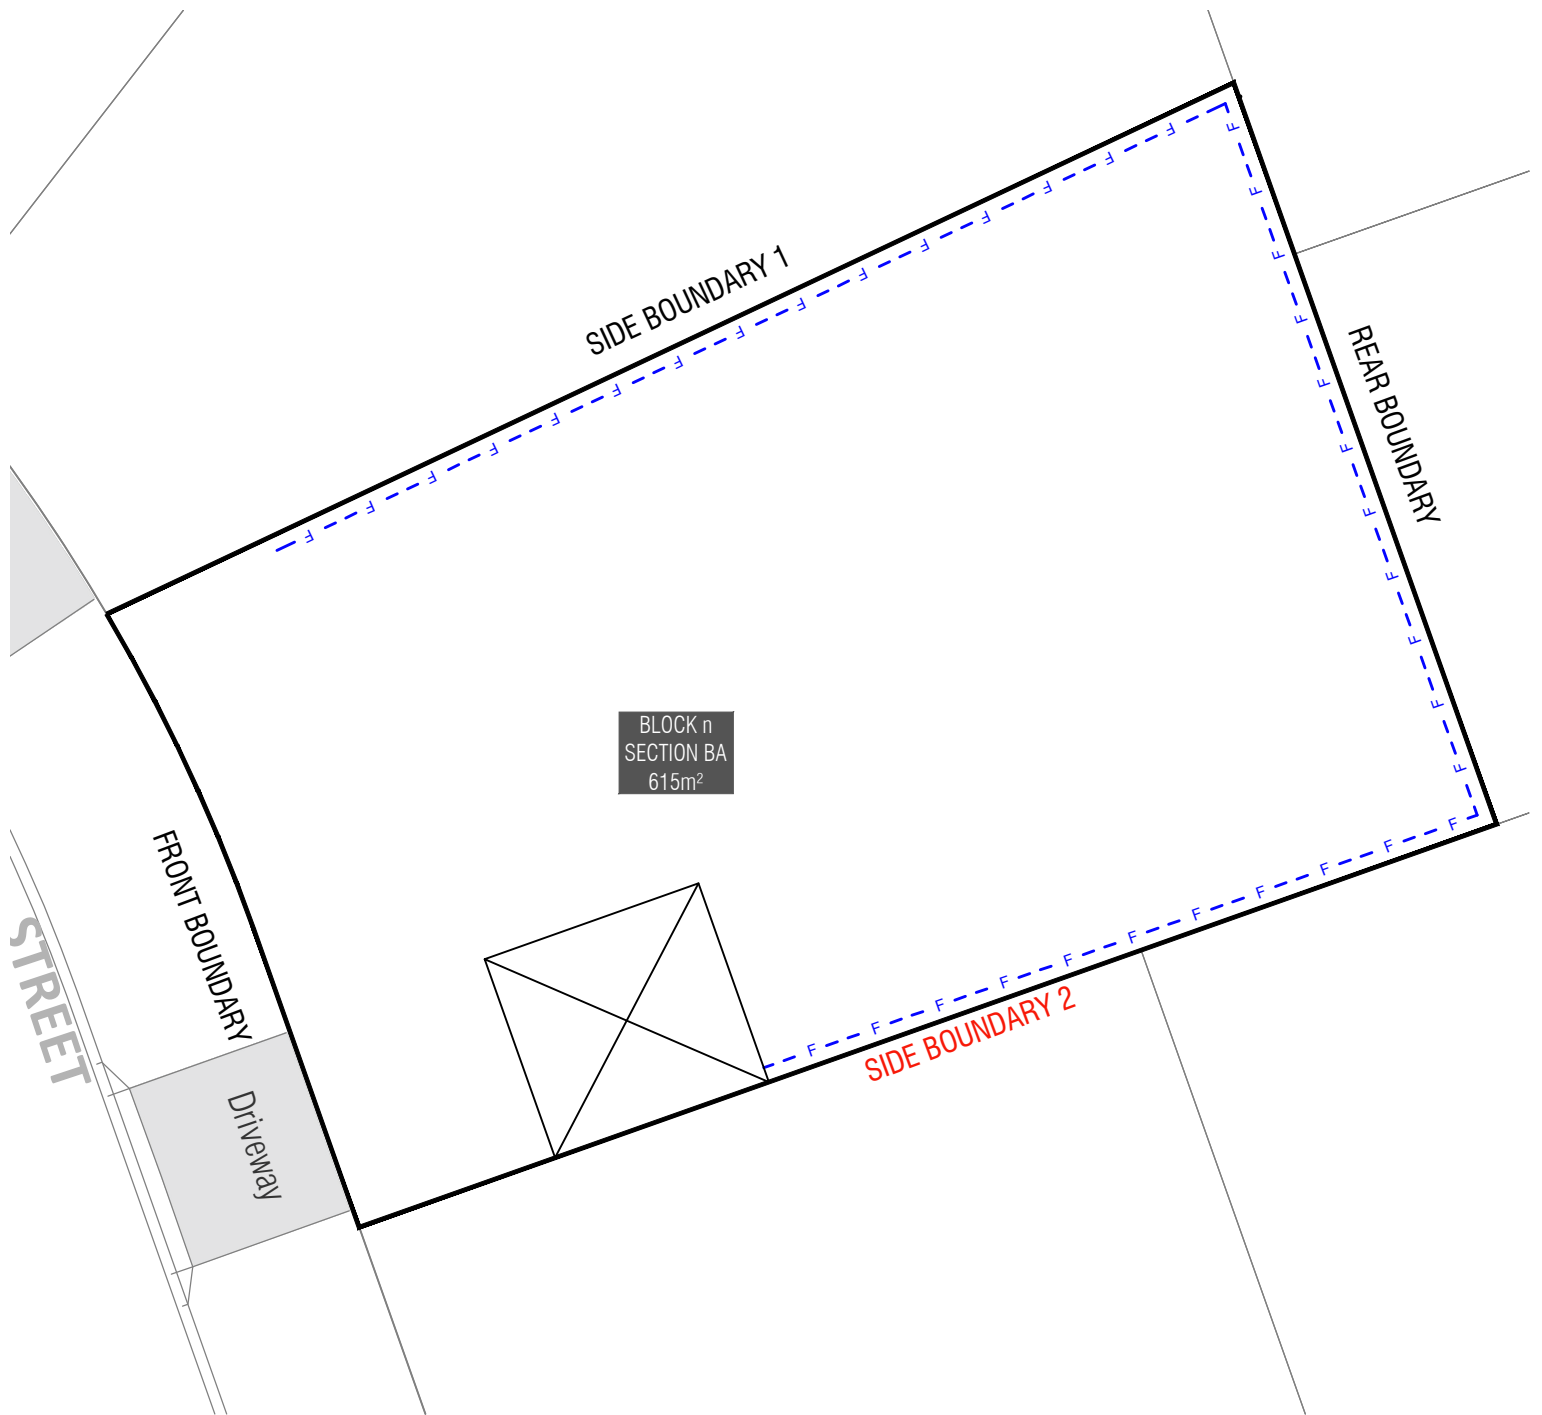 SIDE BOUNDARY 1
REAR BOUNDARY
BLOCK n
SECTION BA
615m²
FRONT BOUNDARY
STREET
SIDE BOUNDARY 2
Driveway
F F F F F F F F F F F F F F F
F F F F F F F F F F F
F F F F F F F F F F F